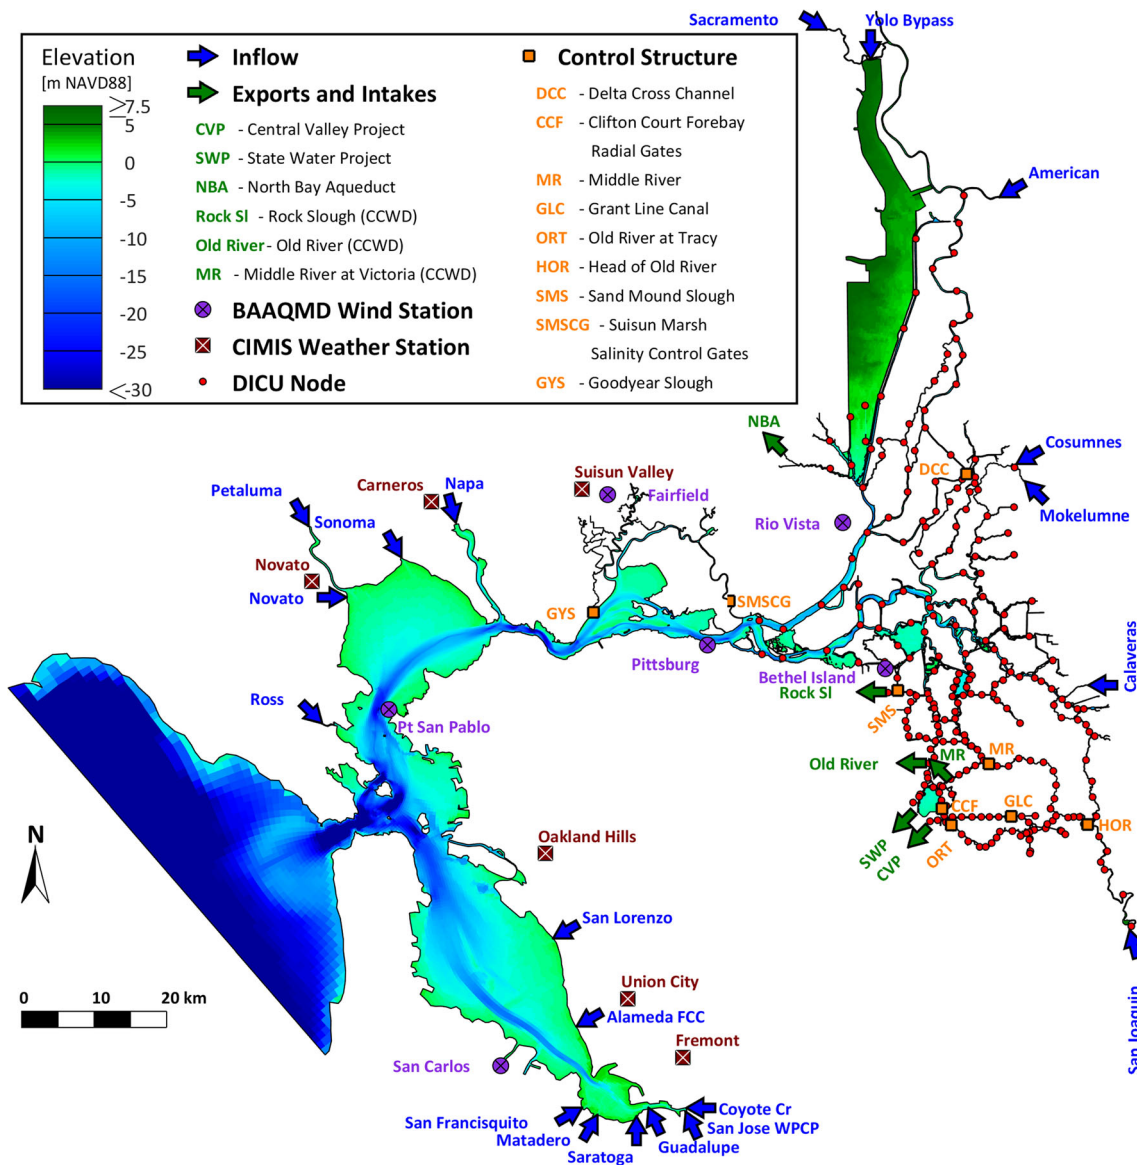 Sacramento
Yolo Bypass
Elevation
[m NAVD88]
≥7.5
5
0
-5
-10
-15
-20
-25
≤-30
Inflow
Exports and Intakes
CVP - Central Valley Project
SWP - State Water Project
NBA - North Bay Aqueduct
Rock Sl - Rock Slough (CCWD)
Old River - Old River (CCWD)
MR - Middle River at Victoria (CCWD)
BAAQMD Wind Station
CIMIS Weather Station
DICU Node
Control Structure
DCC - Delta Cross Channel
CCF - Clifton Court Forebay
Radial Gates
MR - Middle River
GLC - Grant Line Canal
ORT - Old River at Tracy
HOR - Head of Old River
SMS - Sand Mound Slough
SMSCG - Suisun Marsh
Salinity Control Gates
GYS - Goodyear Slough
American
NBA
Cosumnes
DCC
Suisun Valley
Fairfield
Carneros
Napa
Petaluma
Sonoma
Mokelumne
Rio Vista
Novato
Novato
GYS
SMSCG
Pittsburg
Bethel Island
Rock Sl
Calaveras
Ross
SMS
Pt San Pablo
MR
MR
Old River
CCF
GLC
HOR
ORT
SWP
CVP
N
Oakland Hills
San Lorenzo
Union City
Alameda FCC
Fremont
San Joaquin
0 10 20 km
San Carlos
Coyote Cr
San Jose WPCP
Guadalupe
San Francisquito
Matadero
Saratoga